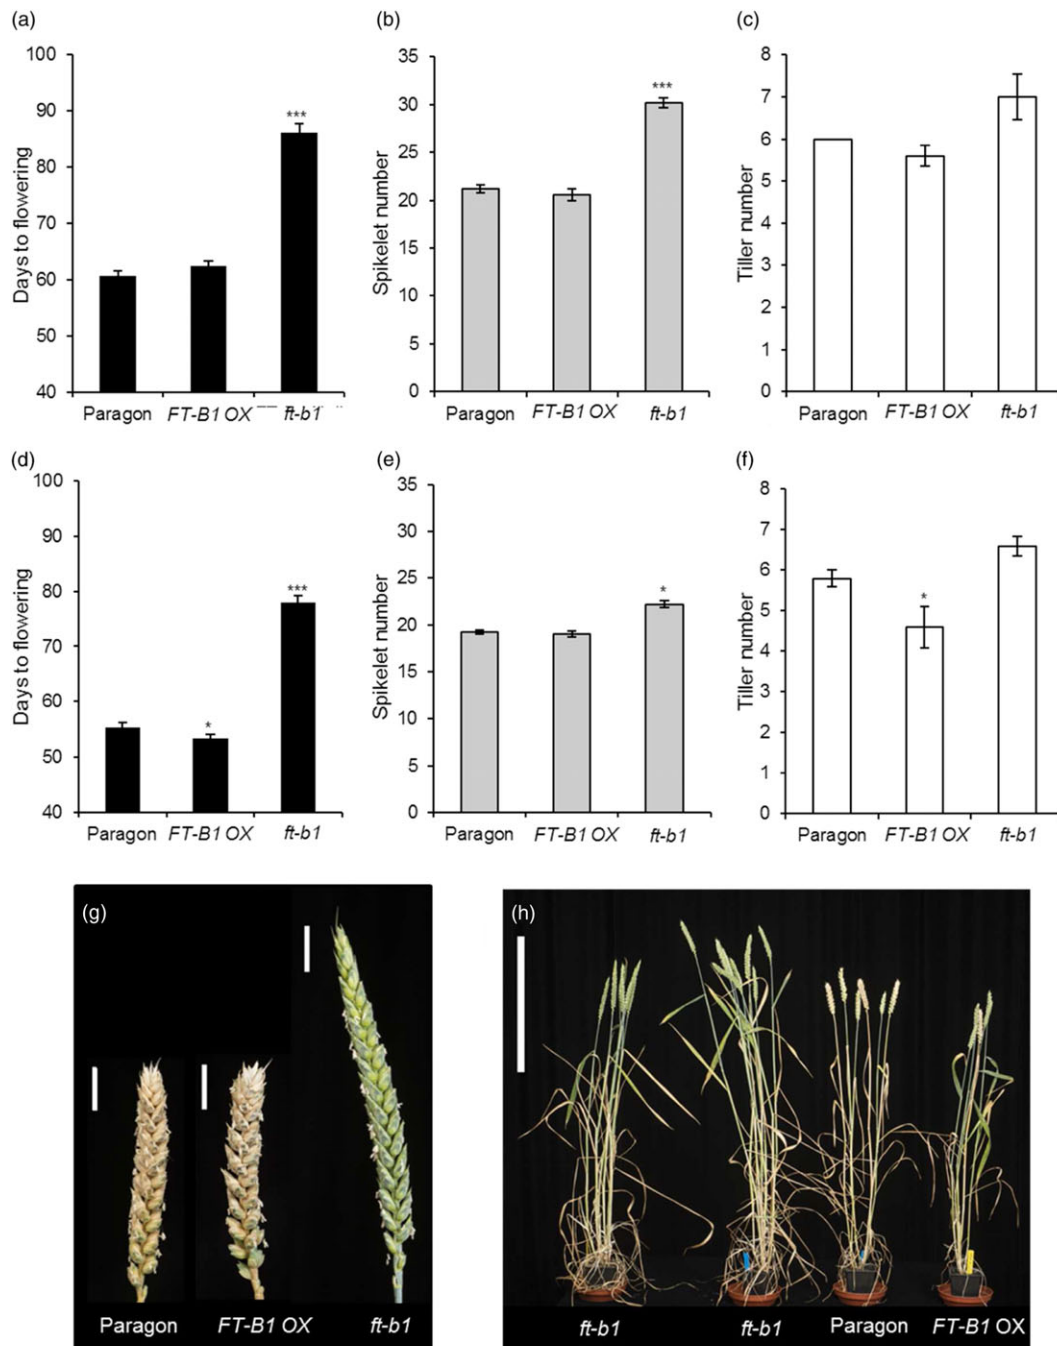 (a)
Days to flowering
100
90
80
70
60
50
40
***
Paragon
FT-B1 OX
ft-b1
(b)
Spikelet number
35
30
25
20
15
10
5
0
***
Paragon
FT-B1 OX
ft-b1
(c)
Tiller number
8
7
6
5
4
3
2
1
0
Paragon
FT-B1 OX
ft-b1
(d)
Days to flowering
100
90
80
70
60
50
40
*
***
Paragon
FT-B1 OX
ft-b1
(e)
Spikelet number
35
30
25
20
15
10
5
0
*
Paragon
FT-B1 OX
ft-b1
(f)
Tiller number
8
7
6
5
4
3
2
1
0
*
Paragon
FT-B1 OX
ft-b1
(g)
Paragon
FT-B1 OX
ft-b1
(h)
ft-b1
ft-b1
Paragon
FT-B1 OX